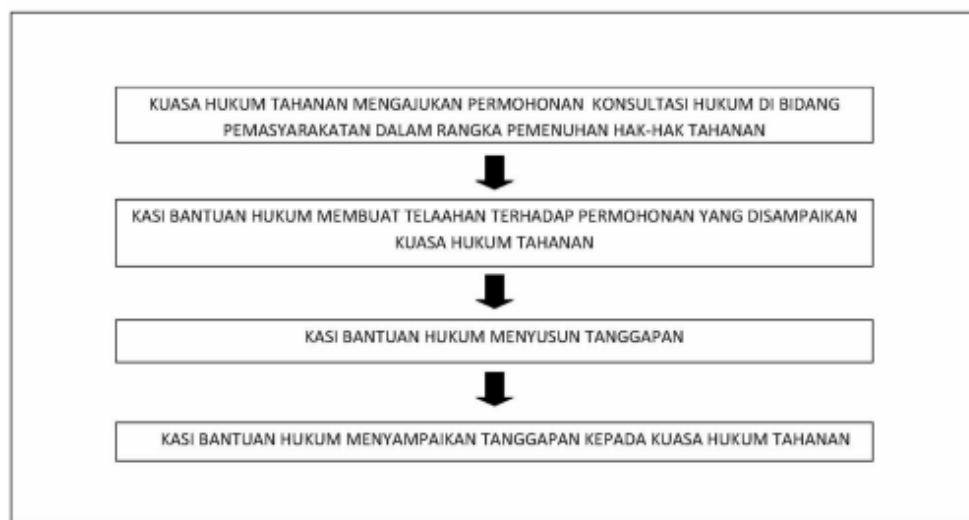 KUASA HUKUM TAHANAN MENGAJUKAN PERMOHONAN KONSULTASI HUKUM DI BIDANG
PEMASYARAKATAN DALAM RANGKA PEMENUHAN HAK-HAK TAHANAN
KASI BANTUAN HUKUM MEMBUAT TELAAHAN TERHADAP PERMOHONAN YANG DISAMPAIKAN
KUASA HUKUM TAHANAN
KASI BANTUAN HUKUM MENYUSUN TANGGAPAN
KASI BANTUAN HUKUM MENYAMPAIKAN TANGGAPAN KEPADA KUASA HUKUM TAHANAN